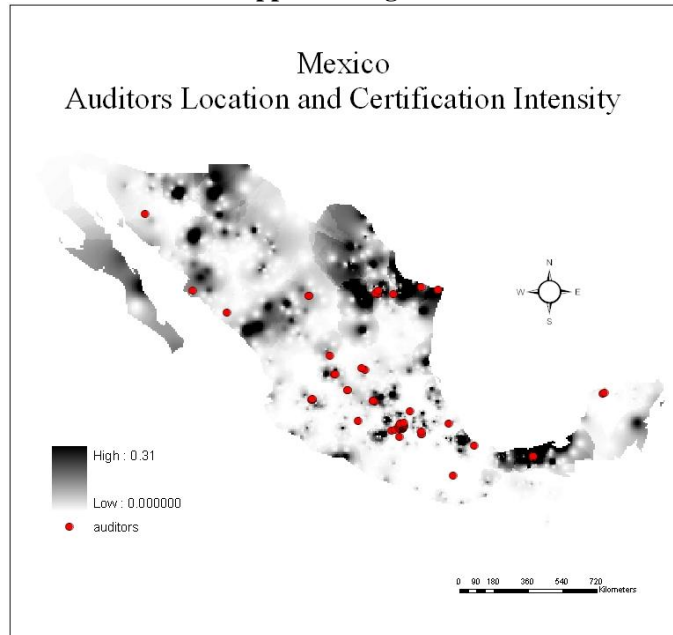 Mexico
Auditors Location and Certification Intensity
N
W E
S
High : 0.31
Low : 0.000000
auditors
0 90 180 360 540 720
Kilometers